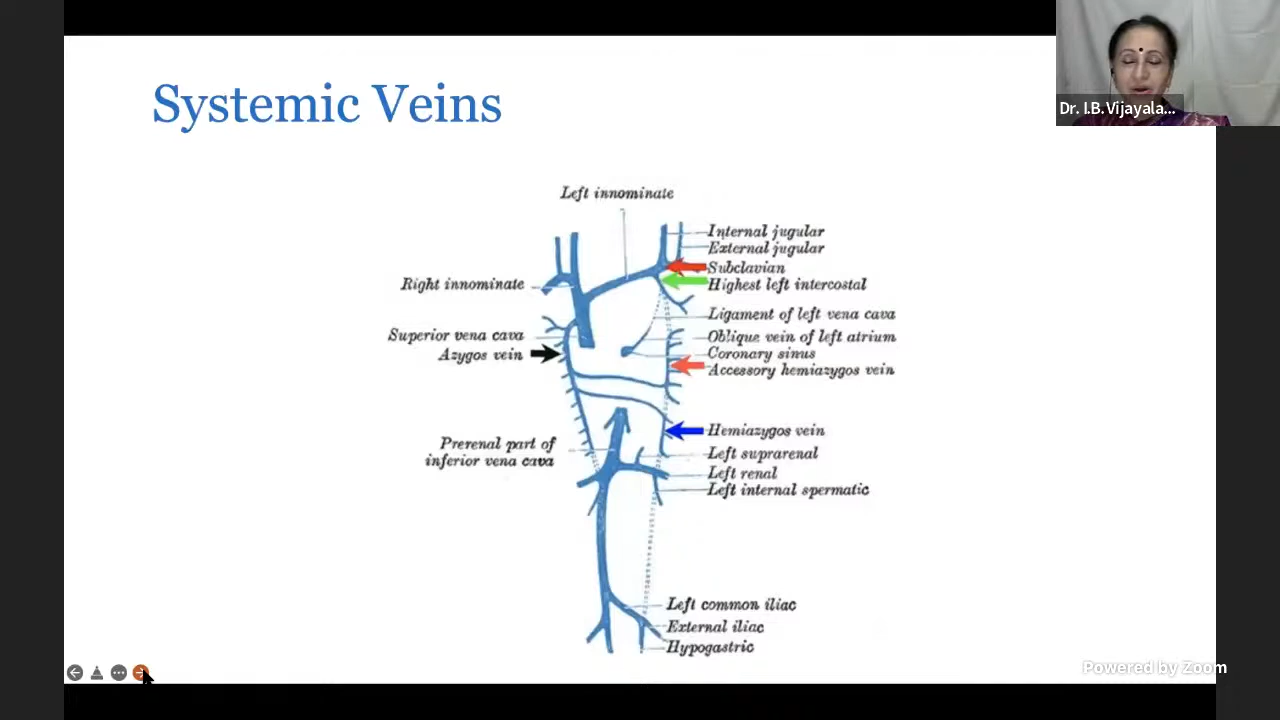 Systemic Veins
Dr. I.B. Vijayala...
Left innominate
Internal jugular
External jugular
Subclavian
Highest left intercostal
Right innominate
Ligament of left vena cava
Superior vena cava
Oblique vein of left atrium
Azygos vein
Coronary sinus
Accessory hemiazygos vein
Hemiazygos vein
Prerenal part of
inferior vena cava
Left suprarenal
Left renal
Left internal spermatic
Left common iliac
External iliac
Hypogastric
Powered by Zoom